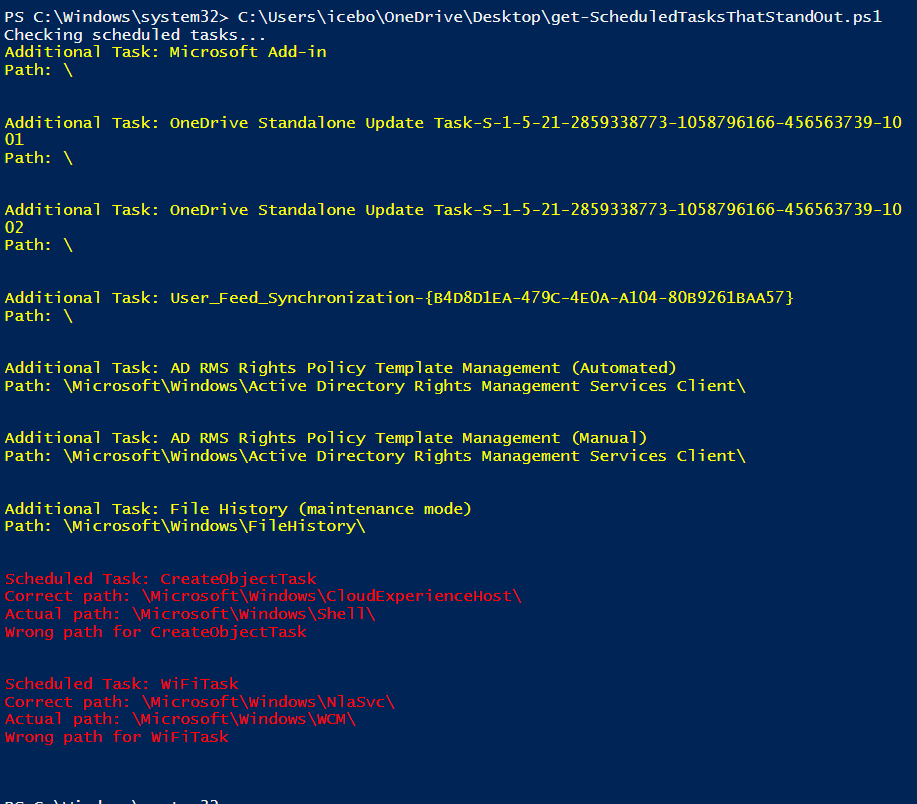 PS C:\Windows\system32> C:\Users\icebo\OneDrive\Desktop\get-ScheduledTasksThatStandOut.ps1
Checking scheduled tasks...
Additional Task: Microsoft Add-in
Path: \
Additional Task: OneDrive Standalone Update Task-S-1-5-21-2859338773-1058796166-456563739-10
01
Path: \
Additional Task: OneDrive Standalone Update Task-S-1-5-21-2859338773-1058796166-456563739-10
02
Path: \
Additional Task: User_Feed_Synchronization-{B4D8D1EA-479C-4E0A-A104-80B9261BAA57}
Path: \
Additional Task: AD RMS Rights Policy Template Management (Automated)
Path: \Microsoft\Windows\Active Directory Rights Management Services Client\
Additional Task: AD RMS Rights Policy Template Management (Manual)
Path: \Microsoft\Windows\Active Directory Rights Management Services Client\
Additional Task: File History (maintenance mode)
Path: \Microsoft\Windows\FileHistory\
Scheduled Task: CreateObjectTask
Correct path: \Microsoft\Windows\CloudExperienceHost\
Actual path: \Microsoft\Windows\Shell\
Wrong path for CreateObjectTask
Scheduled Task: WiFiTask
Correct path: \Microsoft\Windows\NlaSvc\
Actual path: \Microsoft\Windows\WCM\
Wrong path for WiFiTask